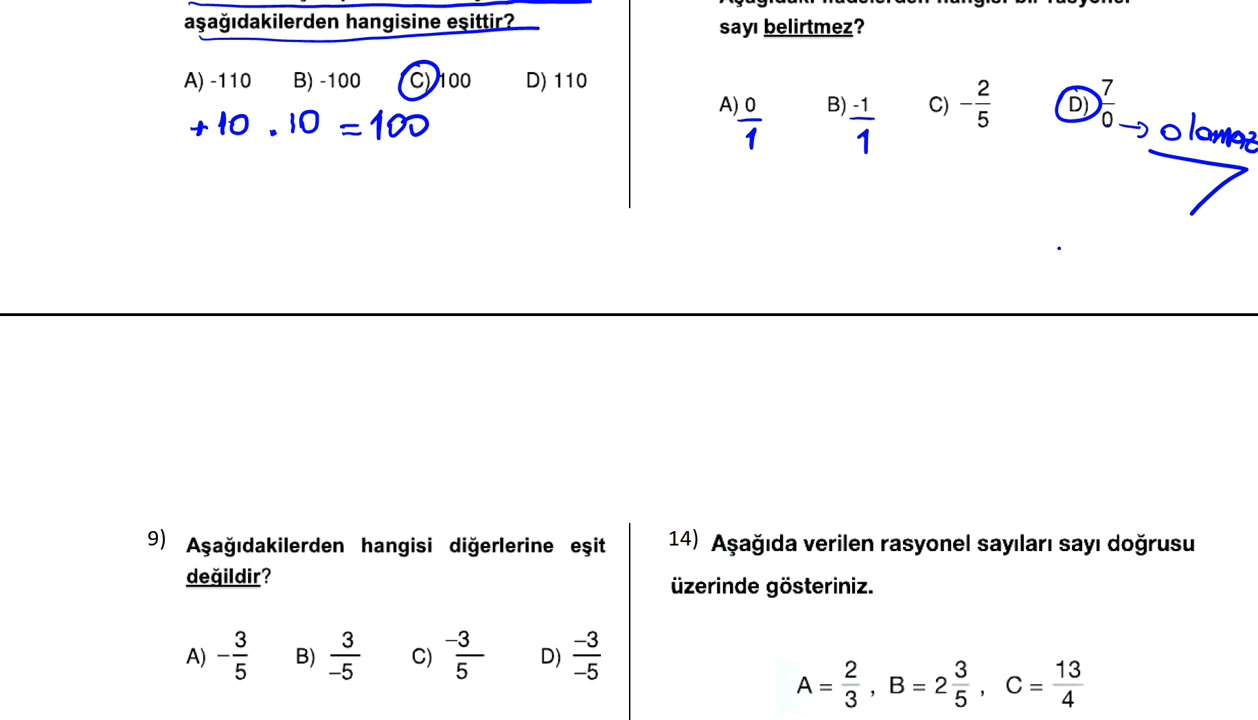 aşağıdakilerden hangisine eşittir?
A) -110 B) -100 C) 100 D) 110
+10 . 10 = 100
sayı belirtmez?
A) 0/1 B) -1/1 C) -2/5 D) 7/0 → olamaz
9) Aşağıdakilerden hangisi diğerlerine eşit
değildir?
A) -3/5 B) 3/-5 C) -3/5 D) -3/-5
14) Aşağıda verilen rasyonel sayıları sayı doğrusu
üzerinde gösteriniz.
A = 2/3 , B = 2 3/5 , C = 13/4